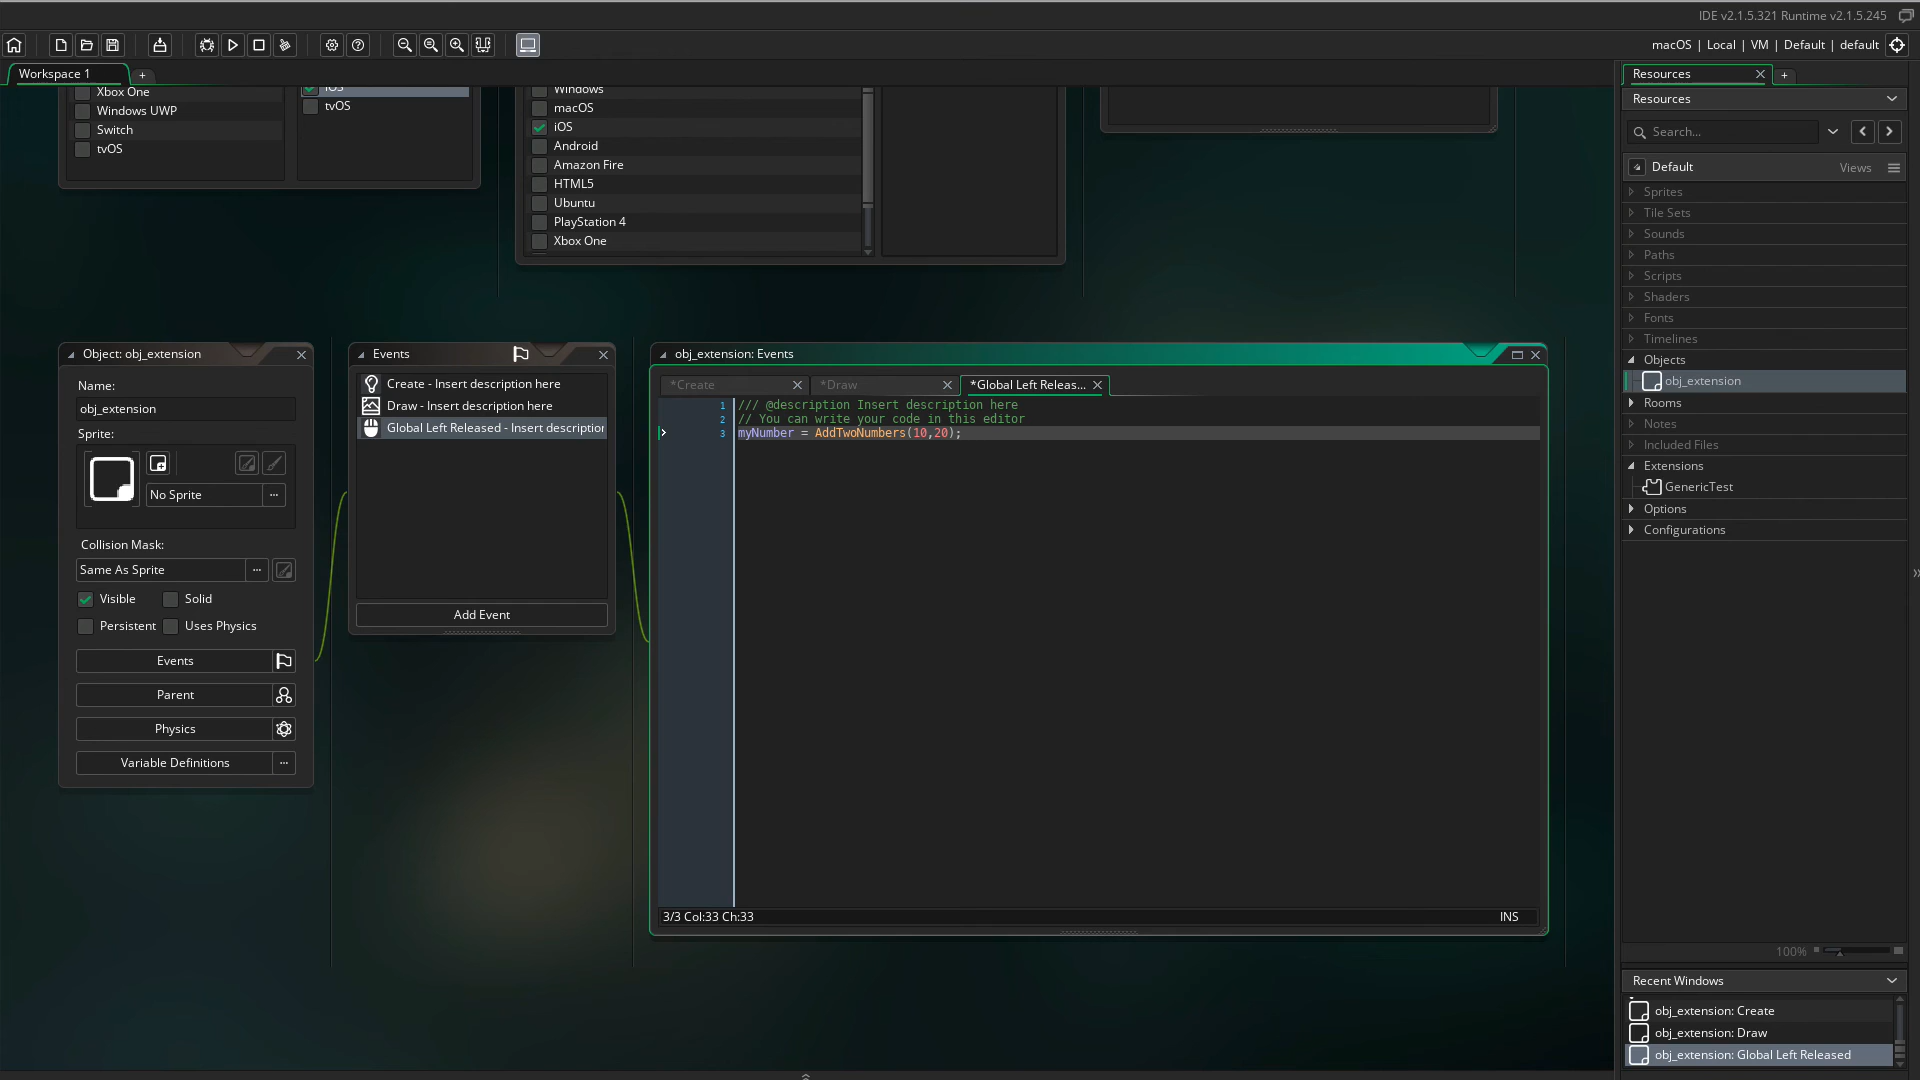 IDE v2.1.5.321 Runtime v2.1.5.245
macOS | Local | VM | Default | default
Workspace 1
+
Xbox One
Windows UWP
Switch
tvOS
iOS
tvOS
Windows
macOS
iOS
Android
Amazon Fire
HTML5
Ubuntu
PlayStation 4
Xbox One
Object: obj_extension
Name:
obj_extension
Sprite:
No Sprite
...
Collision Mask:
Same As Sprite
...
Visible
Solid
Persistent
Uses Physics
Events
Parent
Physics
Variable Definitions
...
Events
Create - Insert description here
Draw - Insert description here
Global Left Released - Insert description
Add Event
obj_extension: Events
*Create
*Draw
*Global Left Releas...
1 /// @description Insert description here
2 // You can write your code in this editor
3 myNumber = AddTwoNumbers(10,20);
3/3 Col:33 Ch:33
INS
Resources
+
Resources
Search...
Default
Views
Sprites
Tile Sets
Sounds
Paths
Scripts
Shaders
Fonts
Timelines
Objects
obj_extension
Rooms
Notes
Included Files
Extensions
GenericTest
Options
Configurations
100%
Recent Windows
obj_extension: Create
obj_extension: Draw
obj_extension: Global Left Released